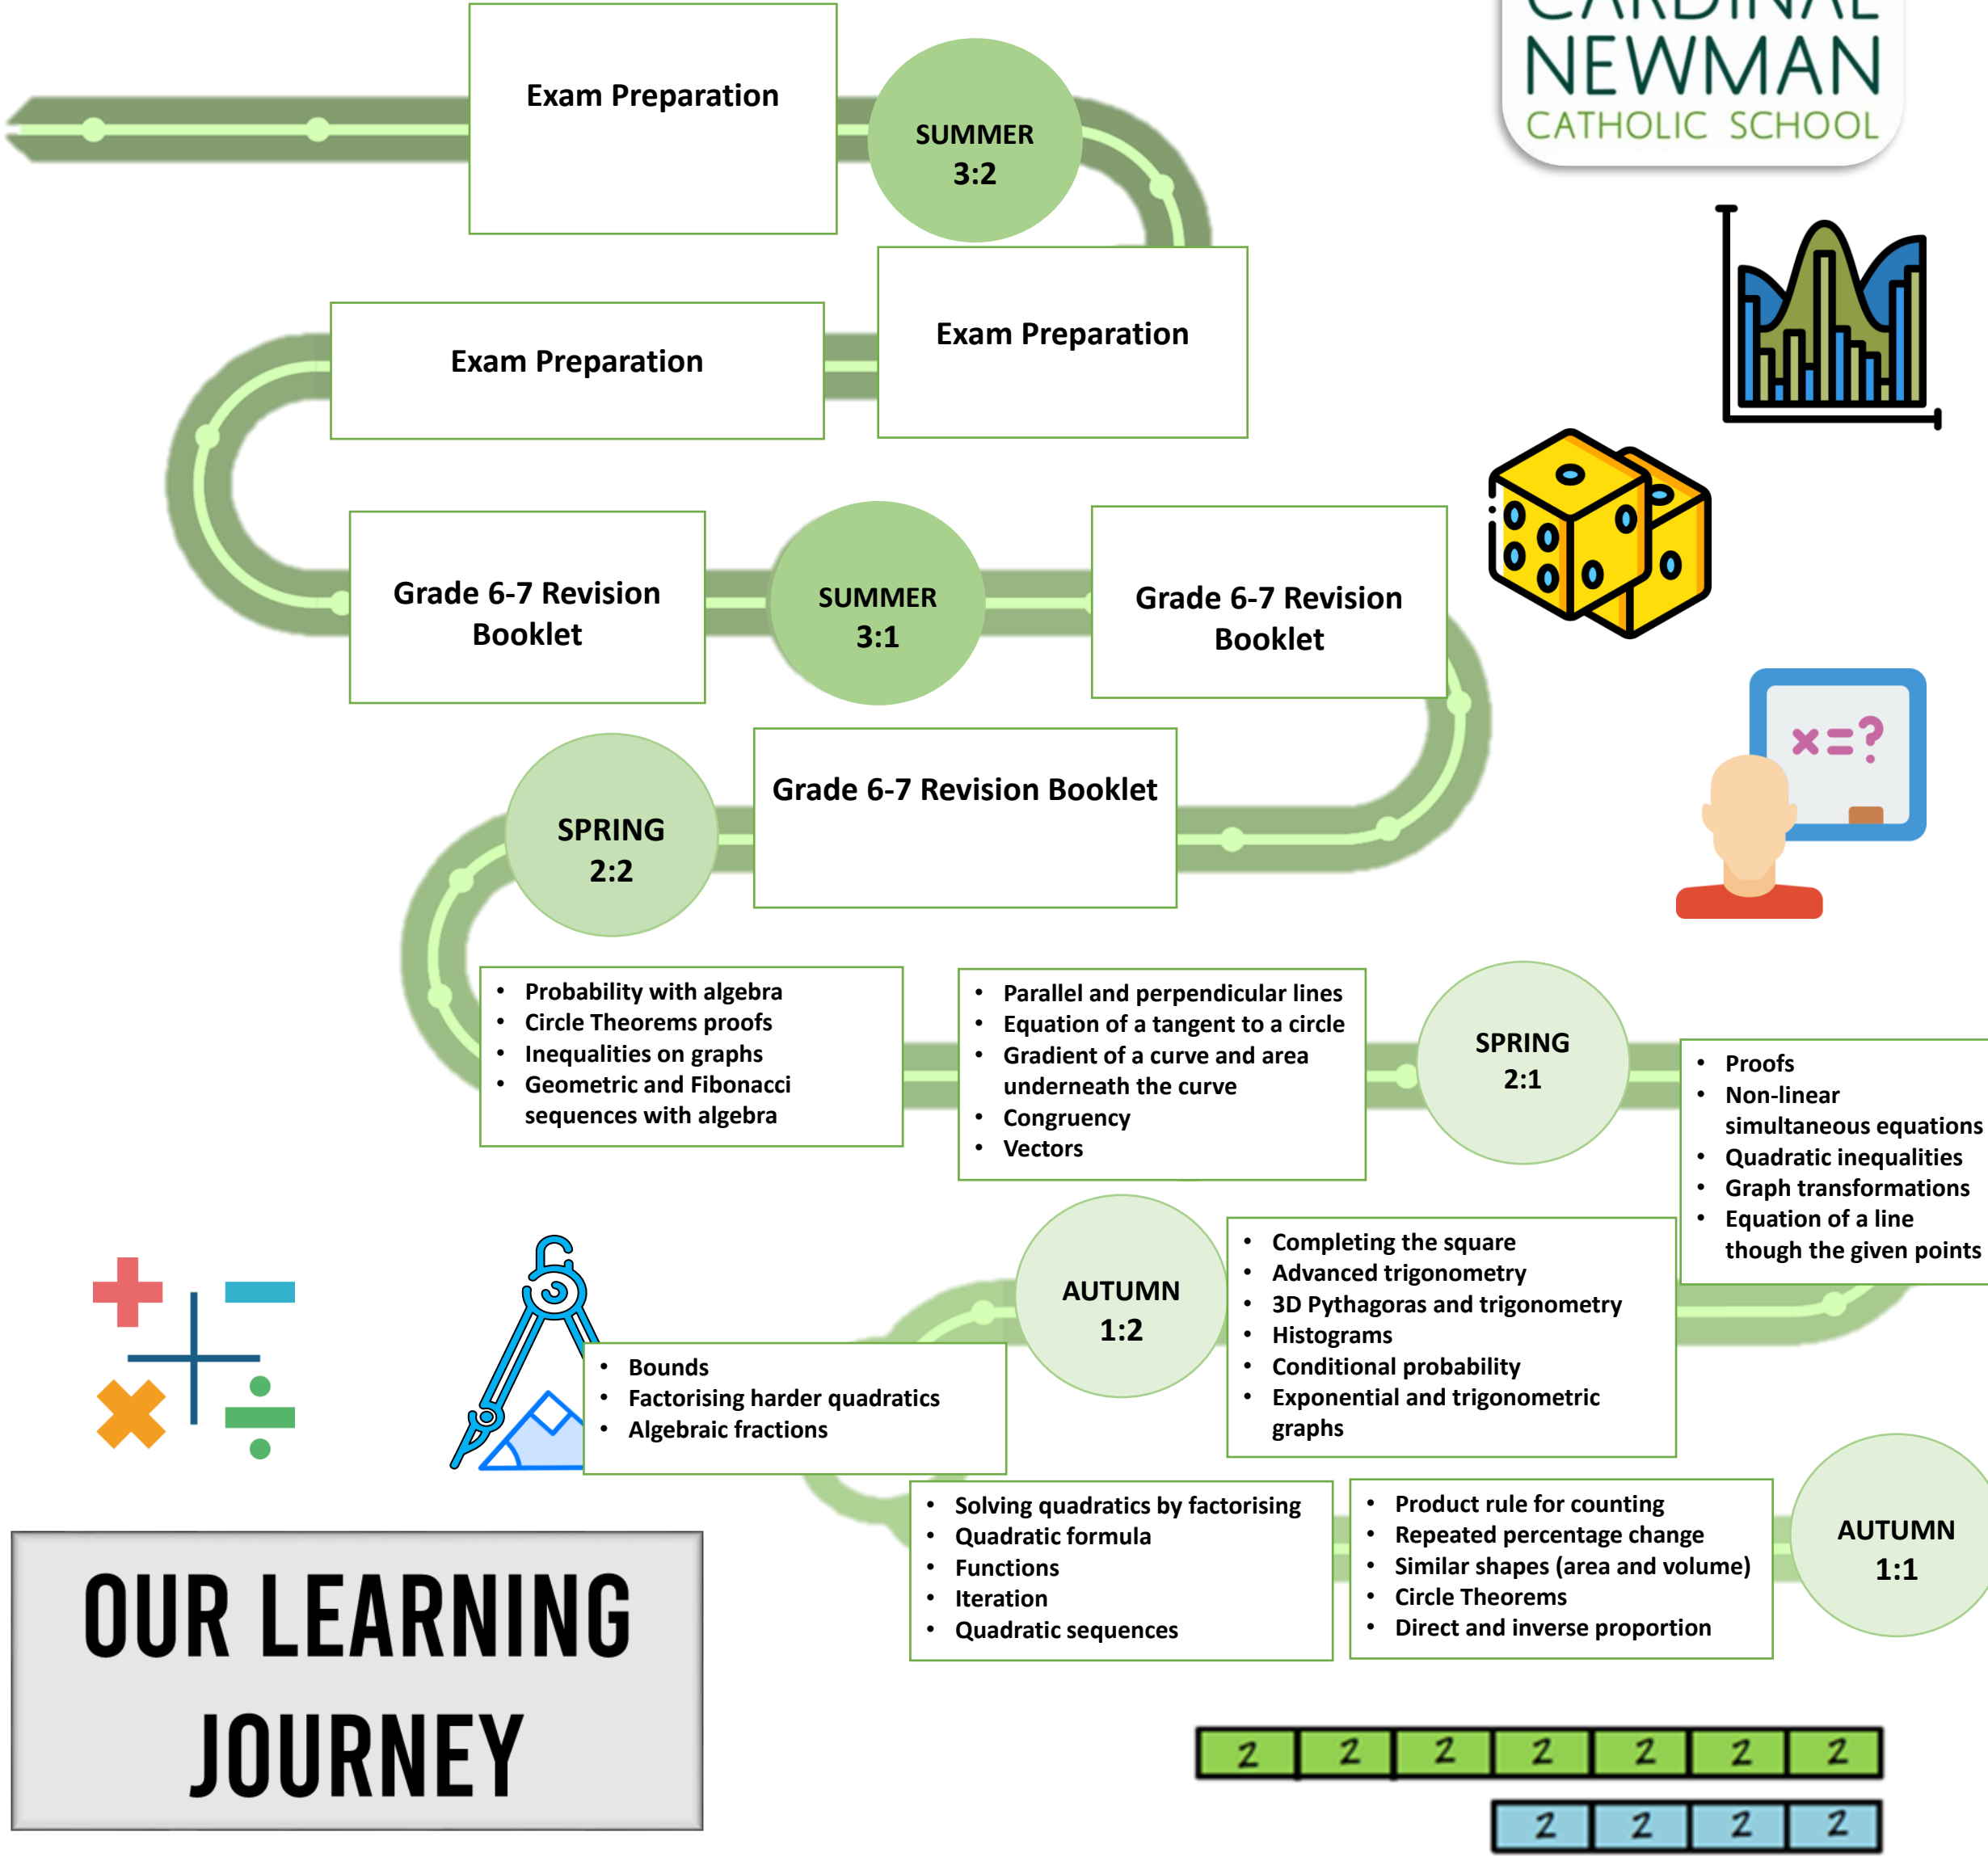 CARDINAL
NEWMAN
CATHOLIC SCHOOL
Exam Preparation
SUMMER
3:2
Exam Preparation
Exam Preparation
Grade 6-7 Revision
Booklet
SUMMER
3:1
Grade 6-7 Revision
Booklet
x=?
SPRING
2:2
Grade 6-7 Revision Booklet
• Probability with algebra
• Circle Theorems proofs
• Inequalities on graphs
• Geometric and Fibonacci
sequences with algebra
• Parallel and perpendicular lines
• Equation of a tangent to a circle
• Gradient of a curve and area
underneath the curve
• Congruency
• Vectors
SPRING
2:1
• Proofs
• Non-linear
simultaneous equations
• Quadratic inequalities
• Graph transformations
• Equation of a line
though the given points
AUTUMN
1:2
• Completing the square
• Advanced trigonometry
• 3D Pythagoras and trigonometry
• Histograms
• Conditional probability
• Exponential and trigonometric
graphs
• Bounds
• Factorising harder quadratics
• Algebraic fractions
• Solving quadratics by factorising
• Quadratic formula
• Functions
• Iteration
• Quadratic sequences
• Product rule for counting
• Repeated percentage change
• Similar shapes (area and volume)
• Circle Theorems
• Direct and inverse proportion
AUTUMN
1:1
OUR LEARNING
JOURNEY
2 2 2 2 2 2 2
2 2 2 2